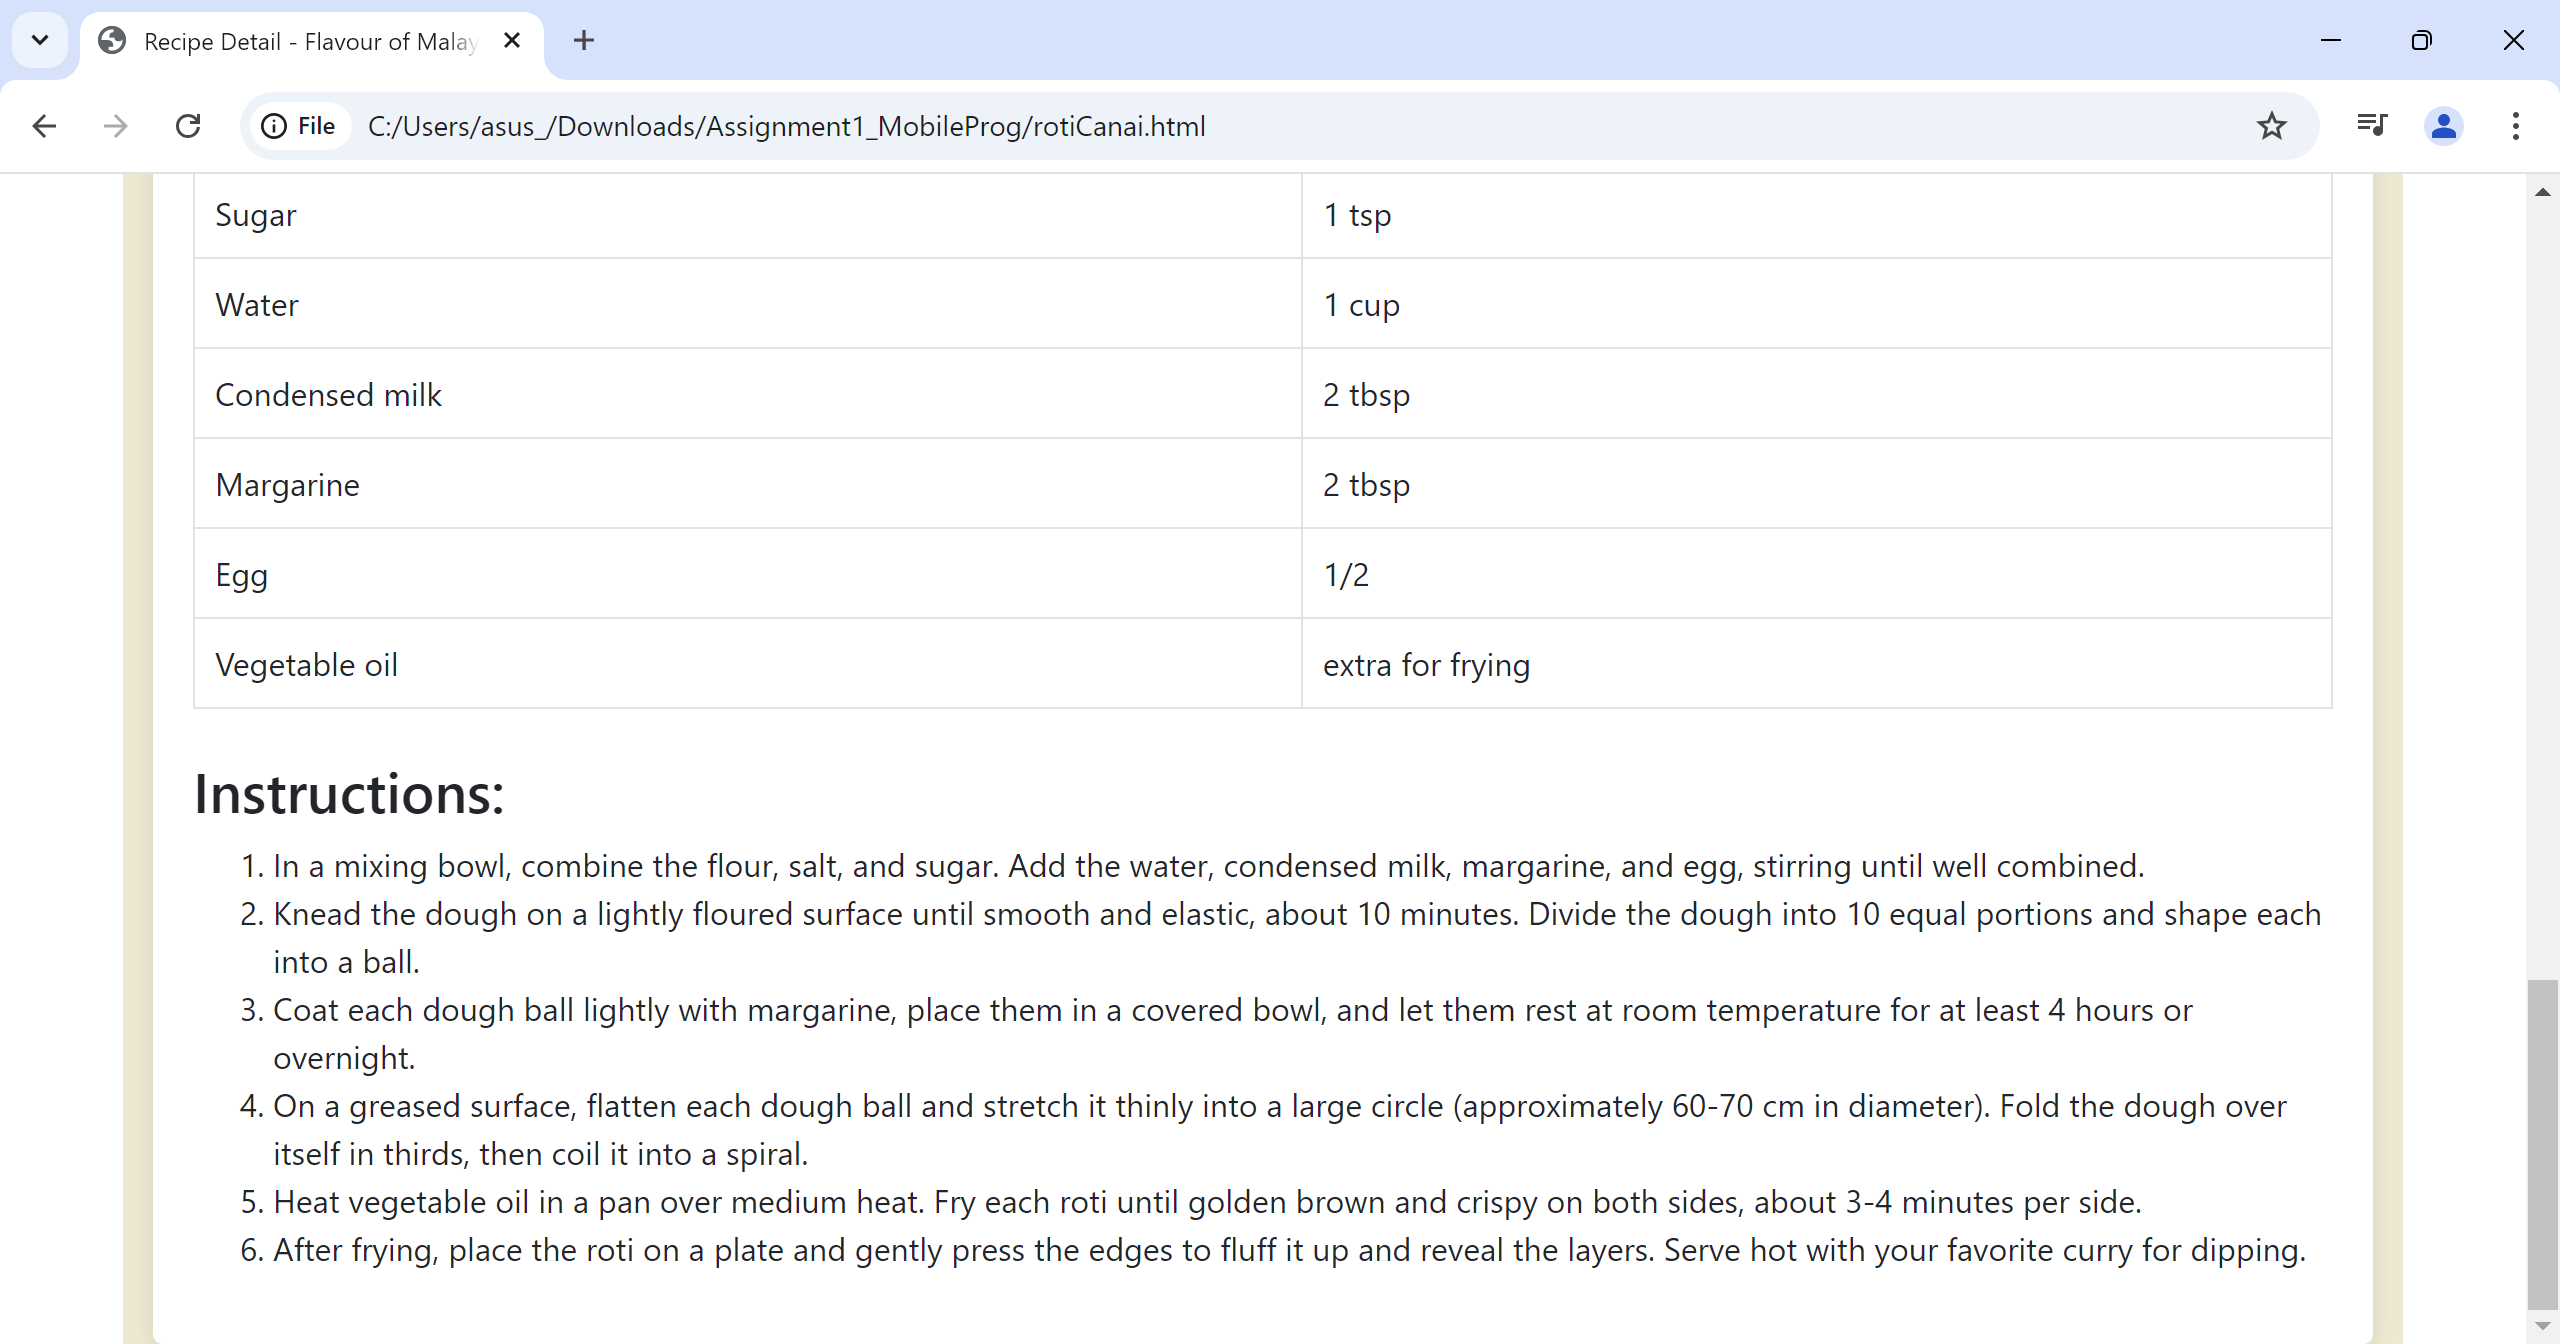 Recipe Detail - Flavour of Malay
File C:/Users/asus_/Downloads/Assignment1_MobileProg/rotiCanai.html
Sugar 1 tsp
Water 1 cup
Condensed milk 2 tbsp
Margarine 2 tbsp
Egg 1/2
Vegetable oil extra for frying
Instructions:
1. In a mixing bowl, combine the flour, salt, and sugar. Add the water, condensed milk, margarine, and egg, stirring until well combined.
2. Knead the dough on a lightly floured surface until smooth and elastic, about 10 minutes. Divide the dough into 10 equal portions and shape each
into a ball.
3. Coat each dough ball lightly with margarine, place them in a covered bowl, and let them rest at room temperature for at least 4 hours or
overnight.
4. On a greased surface, flatten each dough ball and stretch it thinly into a large circle (approximately 60-70 cm in diameter). Fold the dough over
itself in thirds, then coil it into a spiral.
5. Heat vegetable oil in a pan over medium heat. Fry each roti until golden brown and crispy on both sides, about 3-4 minutes per side.
6. After frying, place the roti on a plate and gently press the edges to fluff it up and reveal the layers. Serve hot with your favorite curry for dipping.